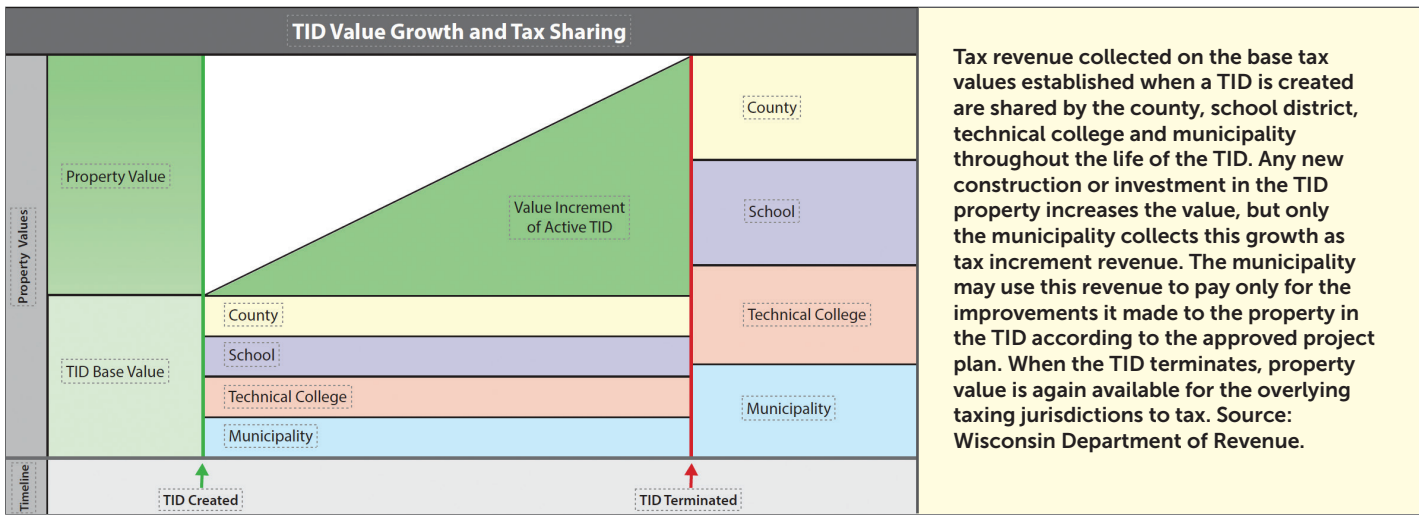 TID Value Growth and Tax Sharing
Property Values
Property Value
TID Base Value
Value Increment
of Active TID
County
School
Technical College
Municipality
County
School
Technical College
Municipality
Timeline
TID Created
TID Terminated
Tax revenue collected on the base tax
values established when a TID is created
are shared by the county, school district,
technical college and municipality
throughout the life of the TID. Any new
construction or investment in the TID
property increases the value, but only
the municipality collects this growth as
tax increment revenue. The municipality
may use this revenue to pay only for the
improvements it made to the property in
the TID according to the approved project
plan. When the TID terminates, property
value is again available for the overlying
taxing jurisdictions to tax. Source:
Wisconsin Department of Revenue.